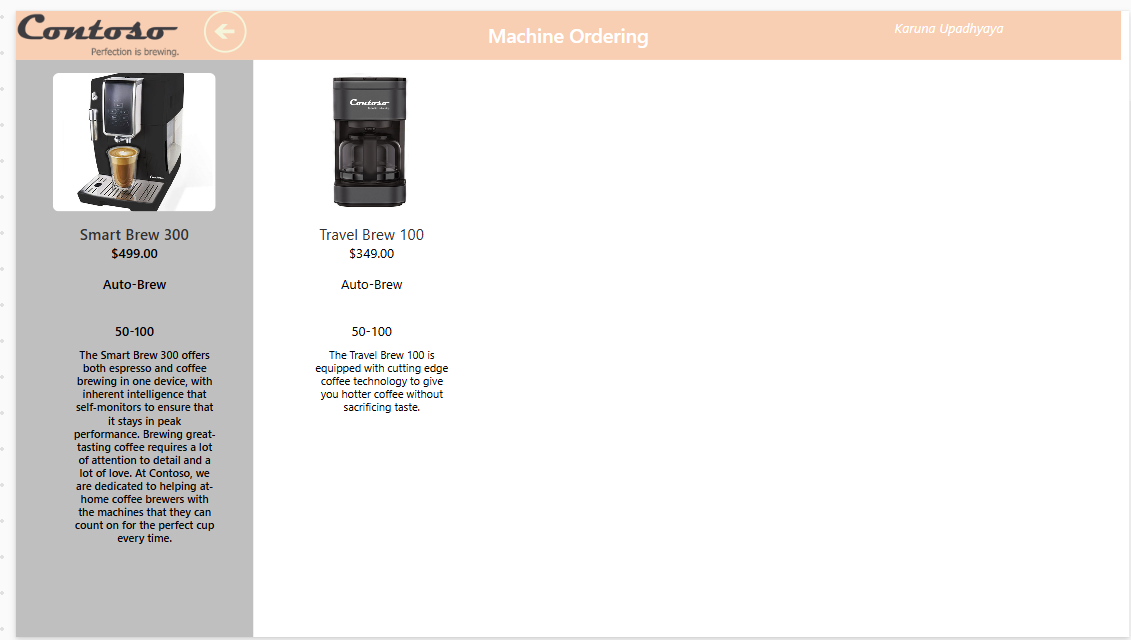 Contoso
Perfection is brewing.
Machine Ordering
Karuna Upadhyaya
Smart Brew 300
$499.00
Auto-Brew
50-100
The Smart Brew 300 offers
both espresso and coffee
brewing in one device, with
inherent intelligence that
self-monitors to ensure that
it stays in peak
performance. Brewing great-
tasting coffee requires a lot
of attention to detail and a
lot of love. At Contoso, we
are dedicated to helping at-
home coffee brewers with
the machines that they can
count on for the perfect cup
every time.
Contoso
Travel Brew 100
$349.00
Auto-Brew
50-100
The Travel Brew 100 is
equipped with cutting edge
coffee technology to give
you hotter coffee without
sacrificing taste.